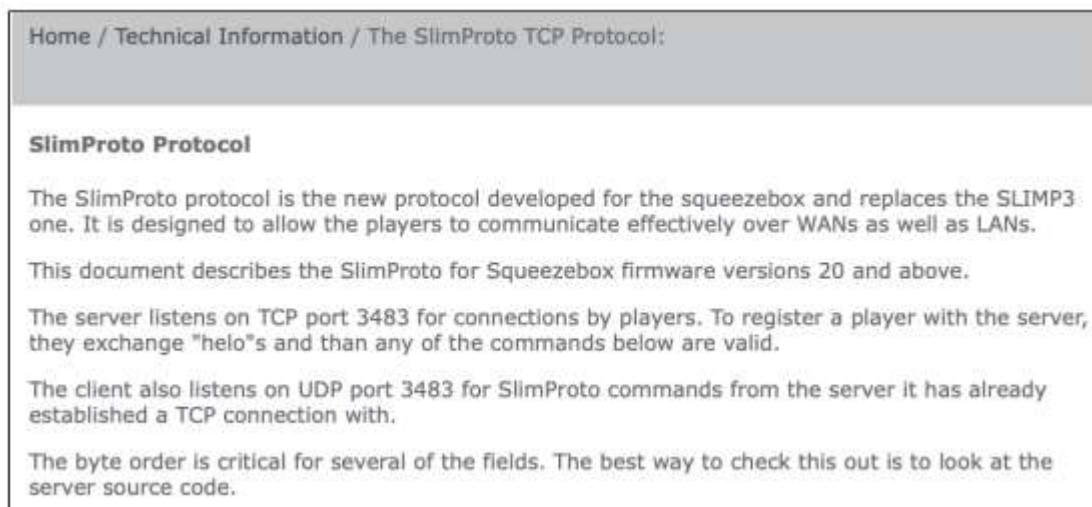 Home / Technical Information / The SlimProto TCP Protocol:
SlimProto Protocol
The SlimProto protocol is the new protocol developed for the squeezebox and replaces the SLIMP3
one. It is designed to allow the players to communicate effectively over WANs as well as LANs.
This document describes the SlimProto for Squeezebox firmware versions 20 and above.
The server listens on TCP port 3483 for connections by players. To register a player with the server,
they exchange "helo"s and than any of the commands below are valid.
The client also listens on UDP port 3483 for SlimProto commands from the server it has already
established a TCP connection with.
The byte order is critical for several of the fields. The best way to check this out is to look at the
server source code.